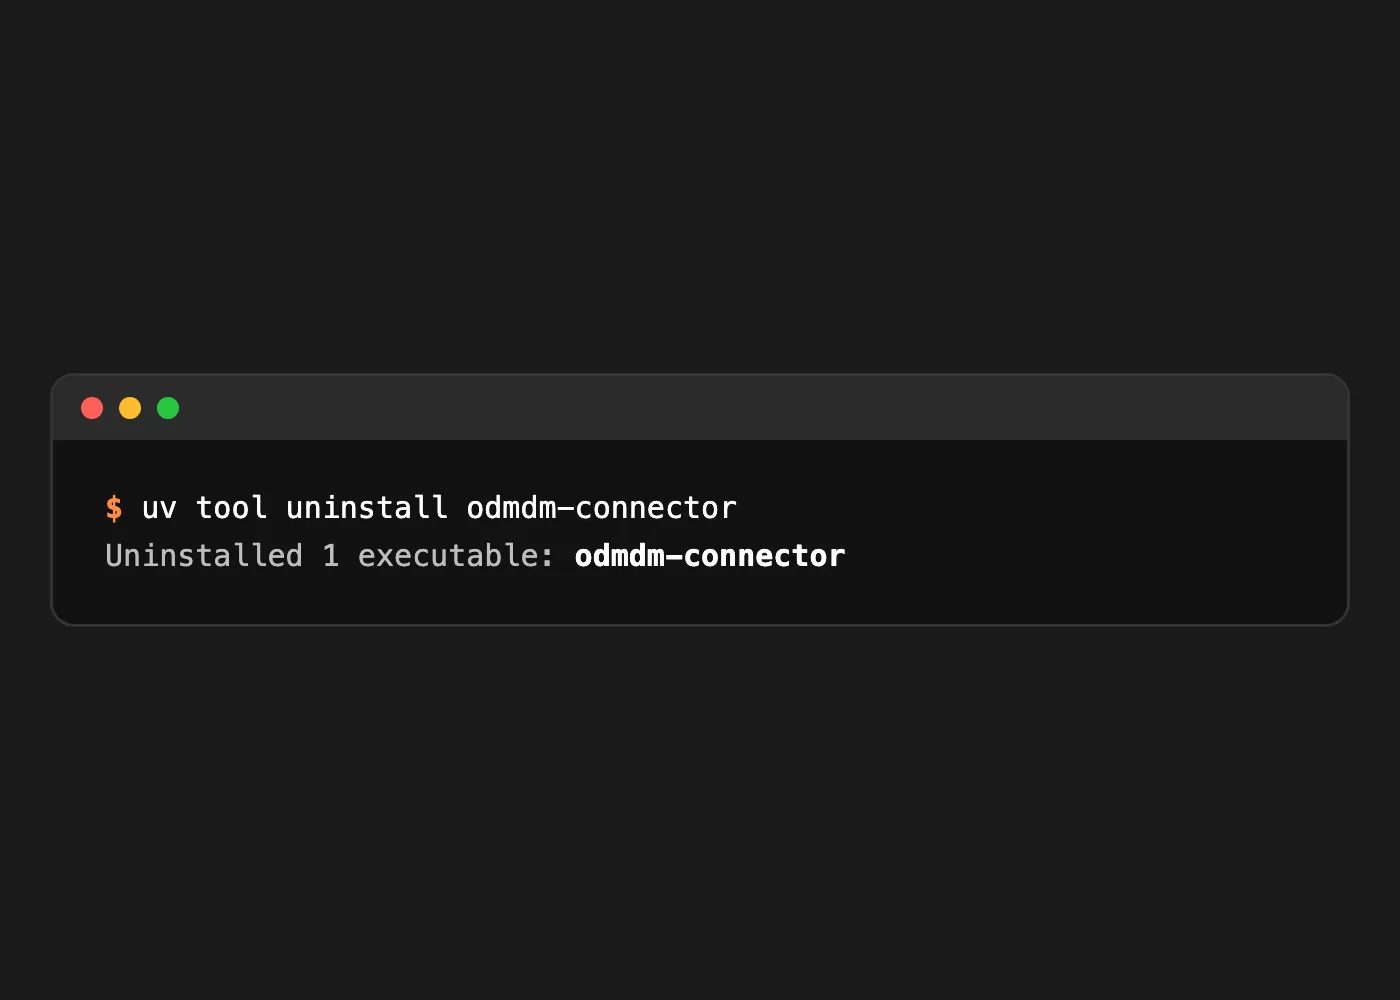 $ uv tool uninstall odmdm-connector
Uninstalled 1 executable: odmdm-connector